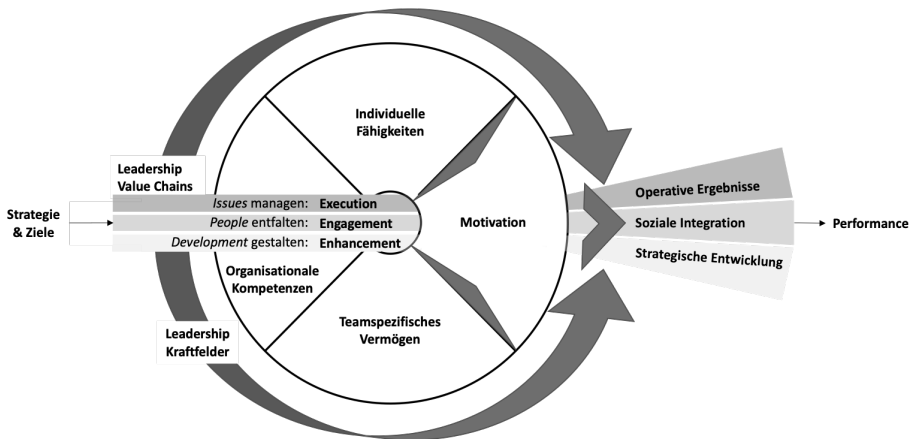 Individuelle
Fähigkeiten
Leadership
Value Chains
Strategie
& Ziele
Issues managen: Execution
People entfalten: Engagement
Development gestalten: Enhancement
Motivation
Operative Ergebnisse
Soziale Integration
Strategische Entwicklung
Performance
Organisationale
Kompetenzen
Teamspezifisches
Vermögen
Leadership
Kraftfelder